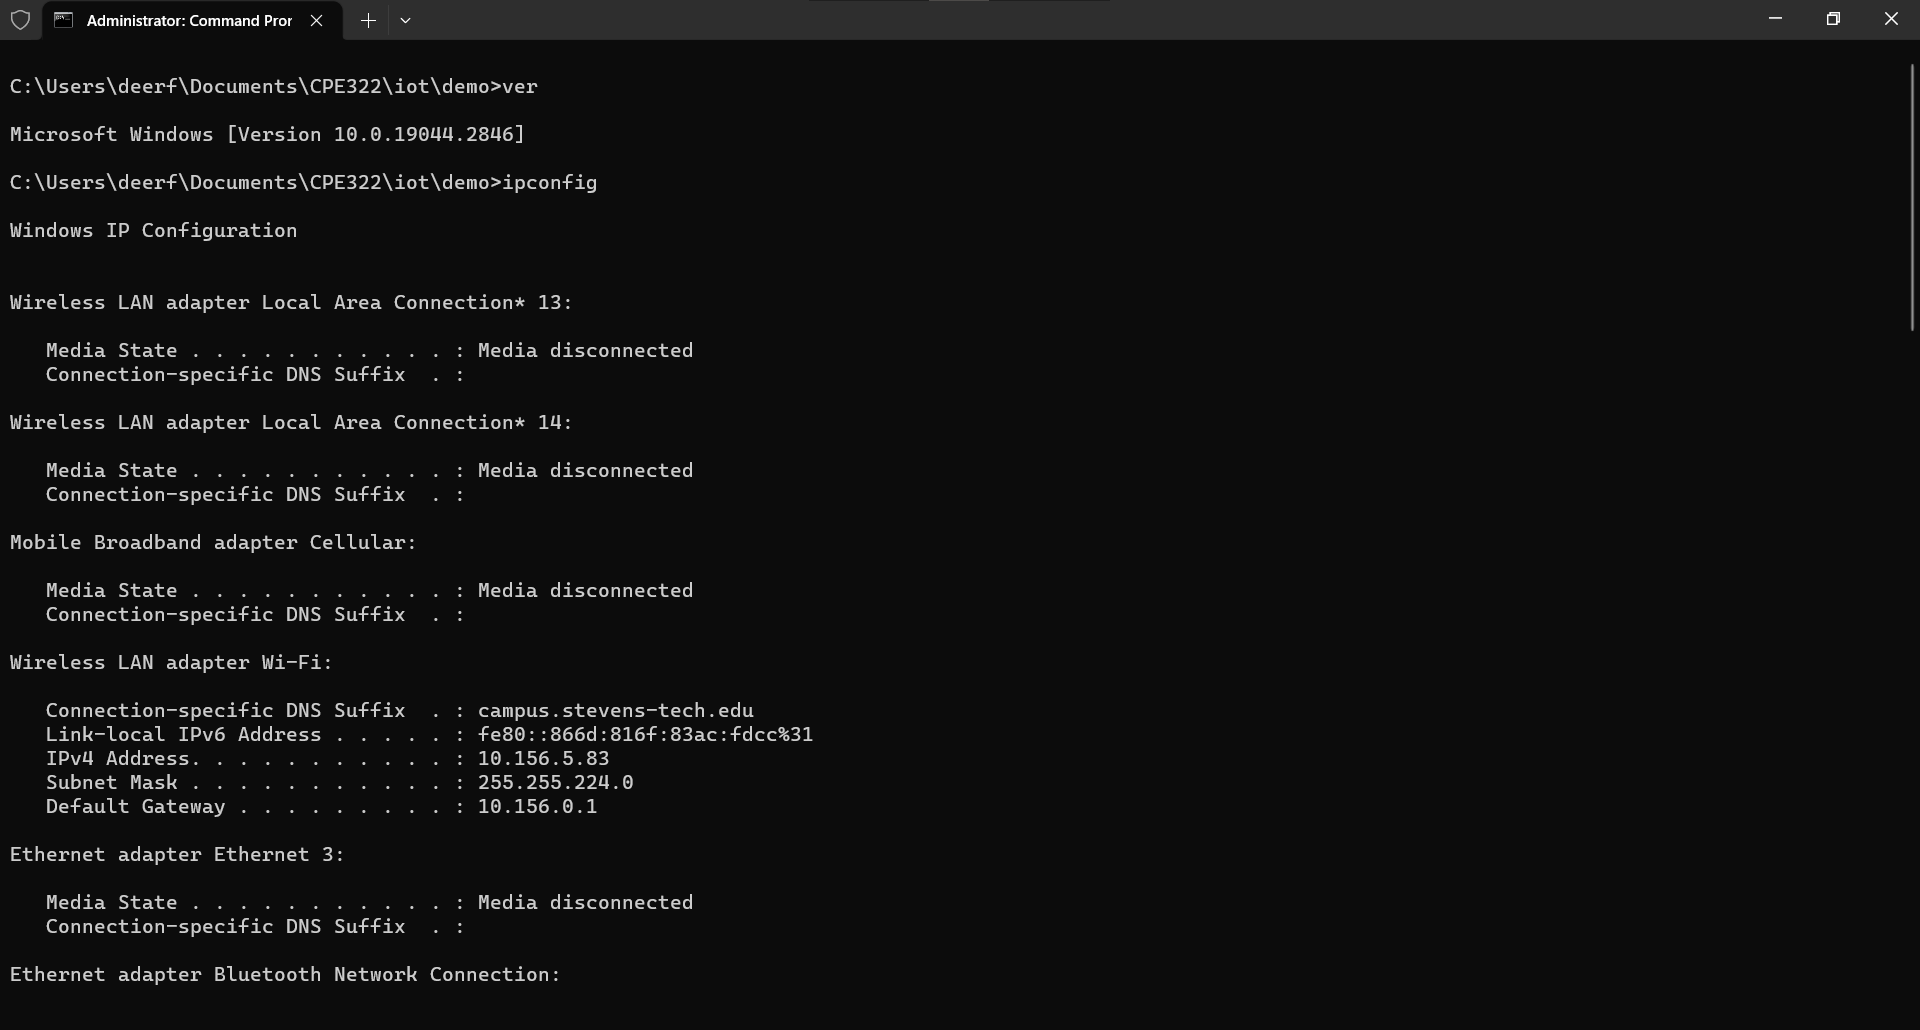 Administrator: Command Pror
C:\Users\deerf\Documents\CPE322\iot\demo>ver
Microsoft Windows [Version 10.0.19044.2846]
C:\Users\deerf\Documents\CPE322\iot\demo>ipconfig
Windows IP Configuration
Wireless LAN adapter Local Area Connection* 13:
   Media State . . . . . . . . . . . : Media disconnected
   Connection-specific DNS Suffix  . :
Wireless LAN adapter Local Area Connection* 14:
   Media State . . . . . . . . . . . : Media disconnected
   Connection-specific DNS Suffix  . :
Mobile Broadband adapter Cellular:
   Media State . . . . . . . . . . . : Media disconnected
   Connection-specific DNS Suffix  . :
Wireless LAN adapter Wi-Fi:
   Connection-specific DNS Suffix  . : campus.stevens-tech.edu
   Link-local IPv6 Address . . . . . : fe80::866d:816f:83ac:fdcc%31
   IPv4 Address. . . . . . . . . . . : 10.156.5.83
   Subnet Mask . . . . . . . . . . . : 255.255.224.0
   Default Gateway . . . . . . . . . : 10.156.0.1
Ethernet adapter Ethernet 3:
   Media State . . . . . . . . . . . : Media disconnected
   Connection-specific DNS Suffix  . :
Ethernet adapter Bluetooth Network Connection: